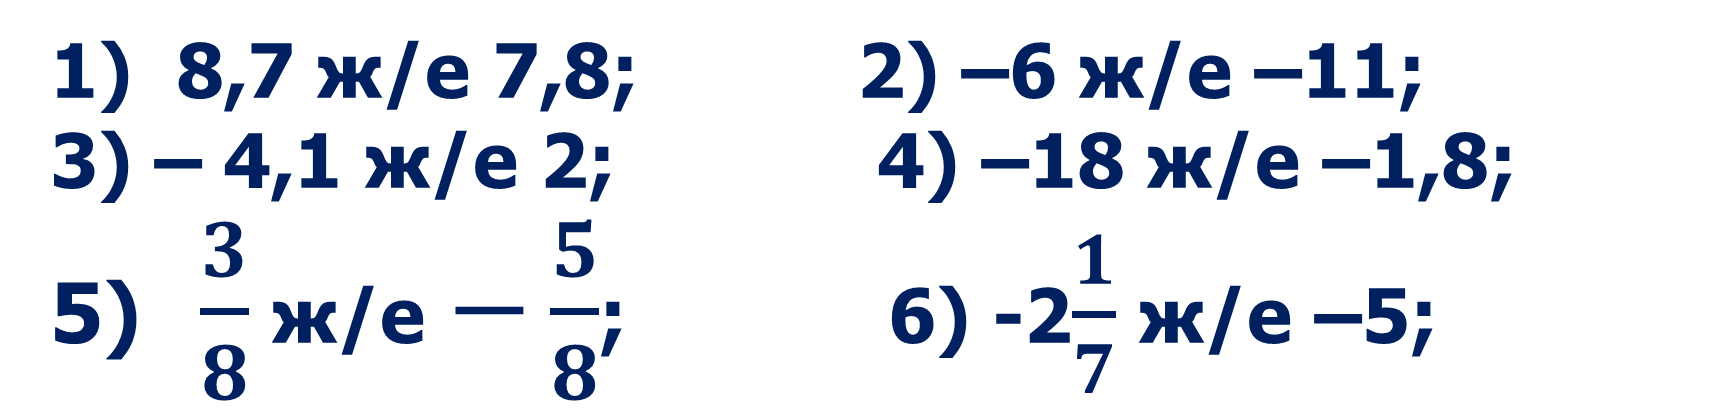 1) 8,7 ж/е 7,8; 2) –6 ж/е –11;
3) – 4,1 ж/е 2; 4) –18 ж/е –1,8;
5) 3/8 ж/е — 5/8; 6) -2 1/7 ж/е –5;